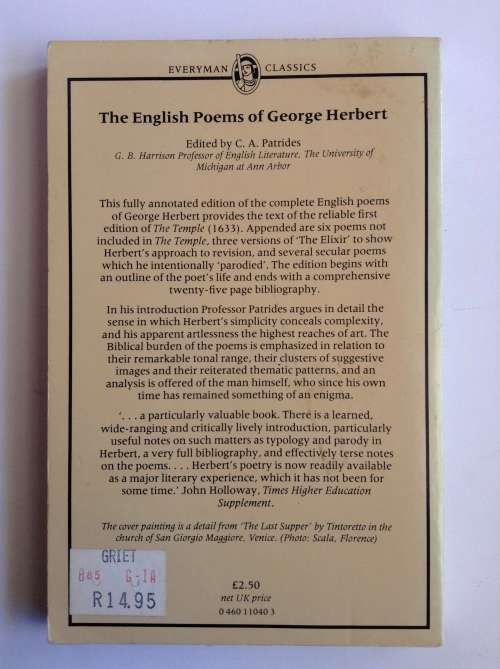 EVERYMAN CLASSICS
The English Poems of George Herbert
Edited by C. A. Patrides
G. B. Harrison Professor of English Literature, The University of
Michigan at Ann Arbor
This fully annotated edition of the complete English poems
of George Herbert provides the text of the reliable first
edition of The Temple (1633). Appended are six poems not
included in The Temple, three versions of ‘The Elixir’ to show
Herbert’s approach to revision, and several secular poems
which he intentionally ‘parodied’. The edition begins with
an outline of the poet’s life and ends with a comprehensive
twenty-five page bibliography.
In his introduction Professor Patrides argues in detail the
sense in which Herbert’s simplicity conceals complexity,
and his apparent artlessness the highest reaches of art. The
Biblical burden of the poems is emphasized in relation to
their remarkable tonal range, their clusters of suggestive
images and their reiterated thematic patterns, and an
analysis is offered of the man himself, who since his own
time has remained something of an enigma.
‘. . . a particularly valuable book. There is a learned,
wide-ranging and critically lively introduction, particularly
useful notes on such matters as typology and parody in
Herbert, a very full bibliography, and effectively terse notes
on the poems. . . . Herbert’s poetry is now readily available
as a major literary experience, which it has not been for
some time.’ John Holloway, Times Higher Education
Supplement.
The cover painting is a detail from ‘The Last Supper’ by Tintoretto in the
church of San Giorgio Maggiore, Venice. (Photo: Scala, Florence)
GRIET
R14.95
£2.50
net UK price
0 460 11040 3